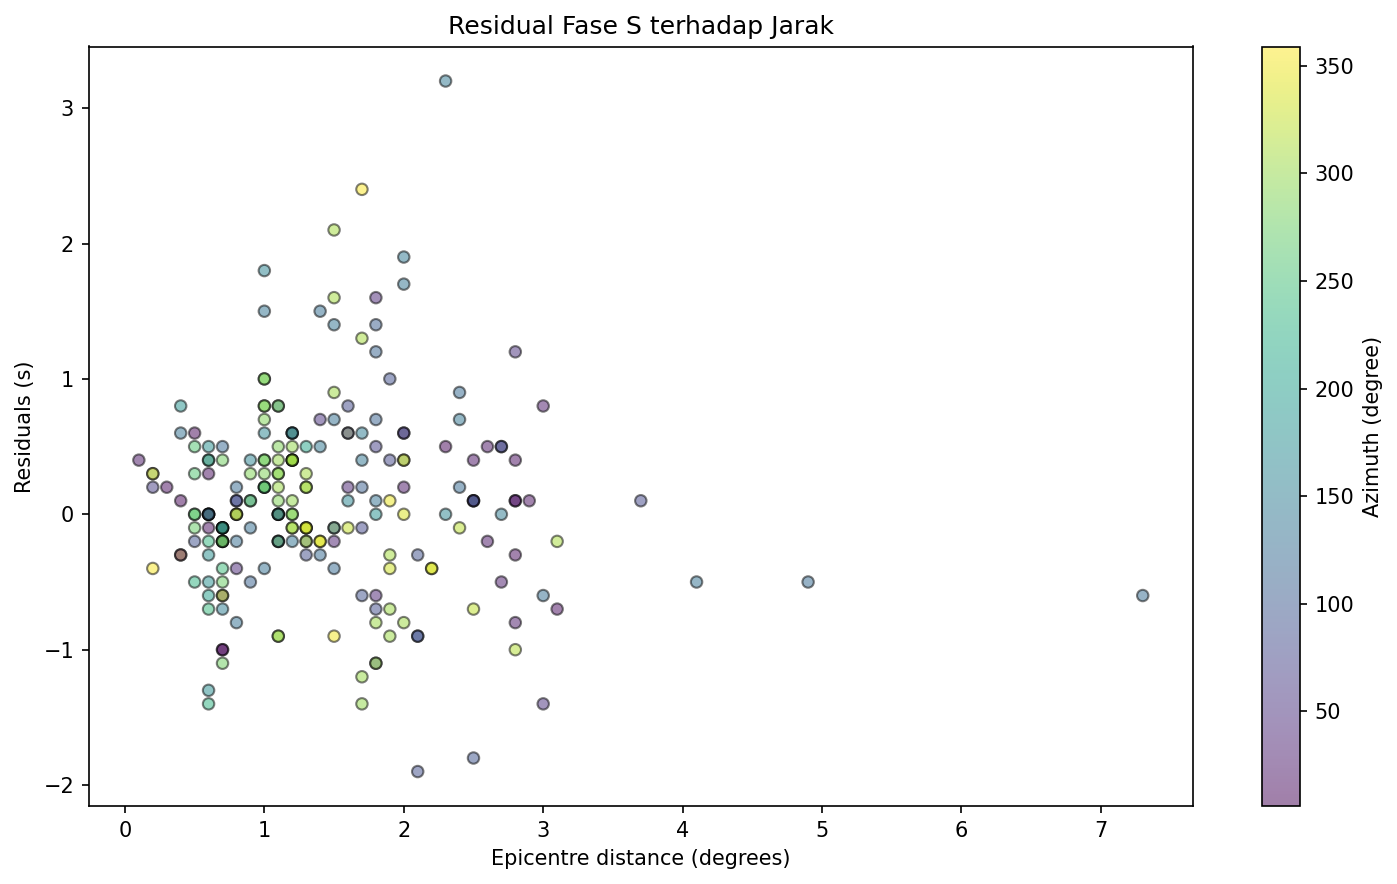 Residual Fase S terhadap Jarak
3
2
1
0
−1
−2
Residuals (s)
0 1 2 3 4 5 6 7
Epicentre distance (degrees)
350
300
250
200
150
100
50
Azimuth (degree)